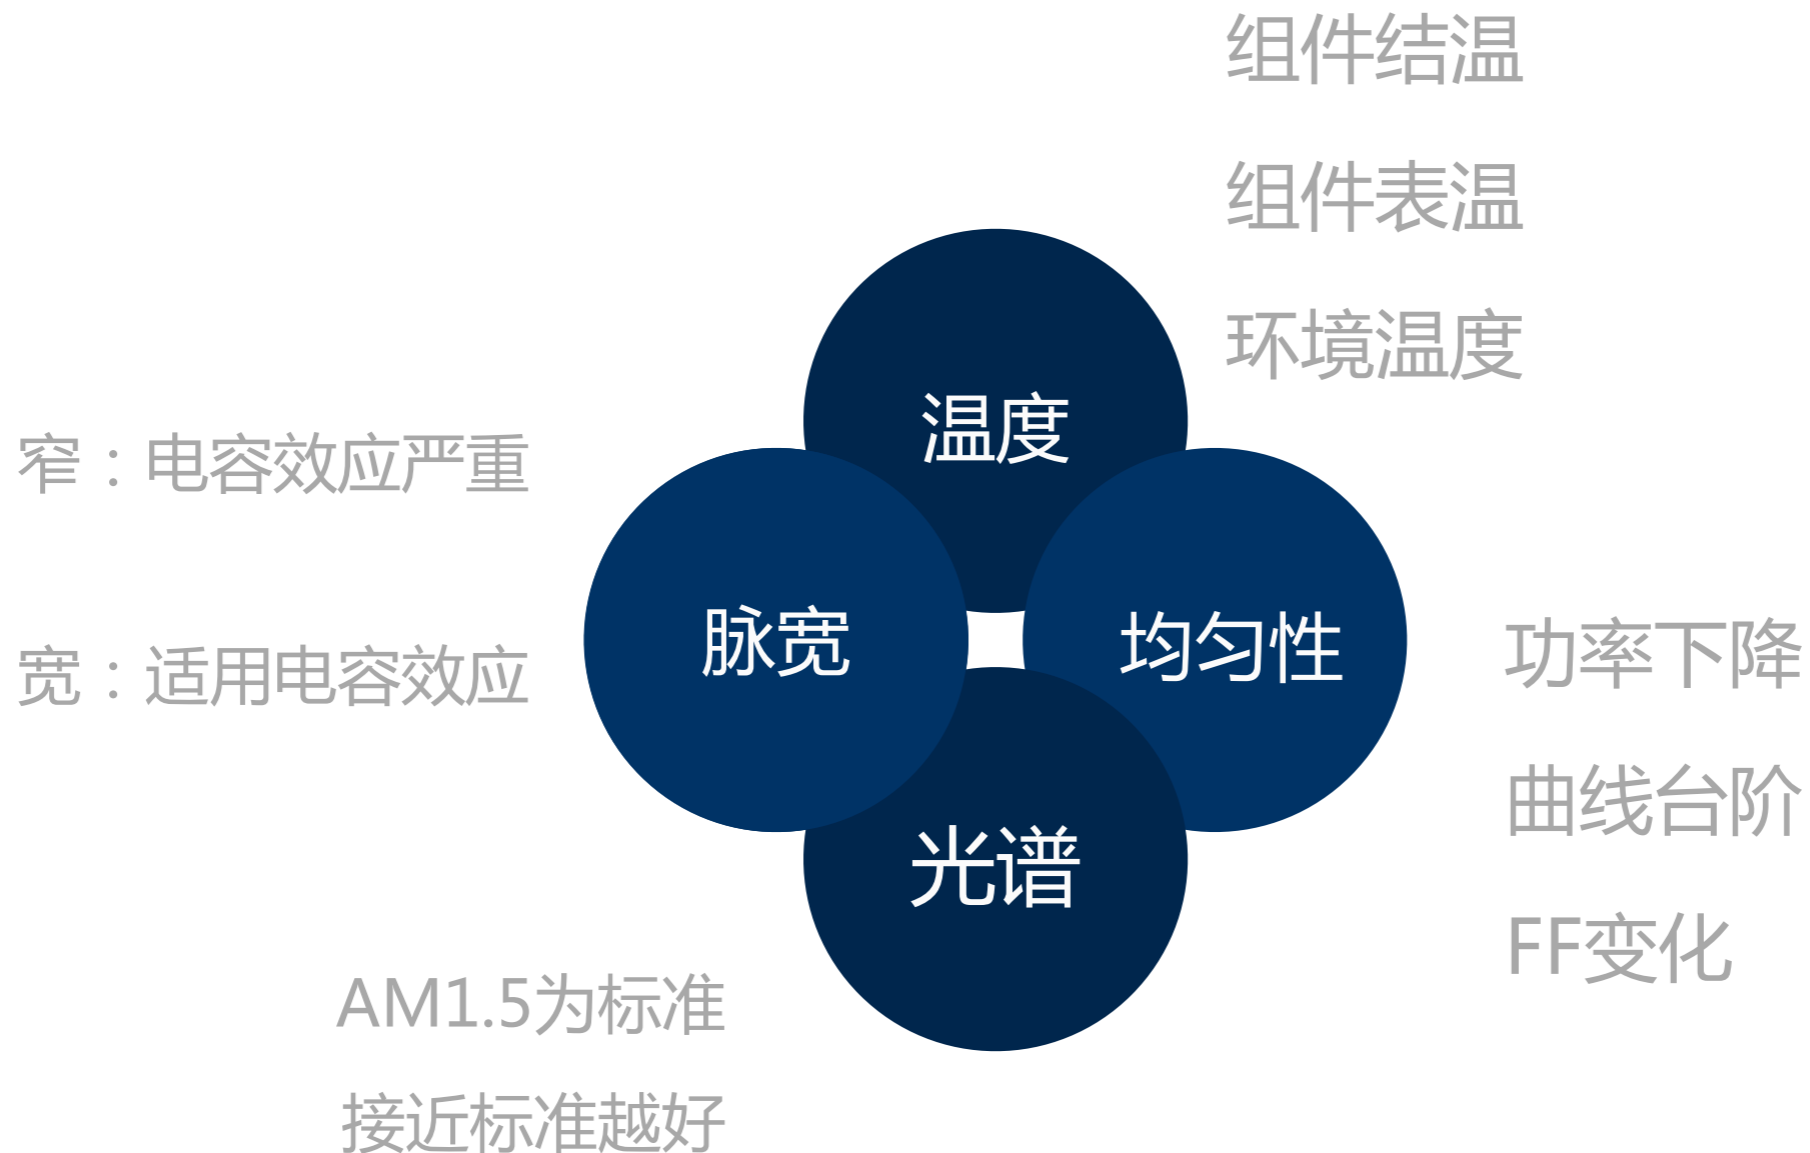 组件结温
组件表温
环境温度
温度
窄：电容效应严重
宽：适用电容效应
脉宽
均匀性
功率下降
曲线台阶
FF变化
光谱
AM1.5为标准
接近标准越好